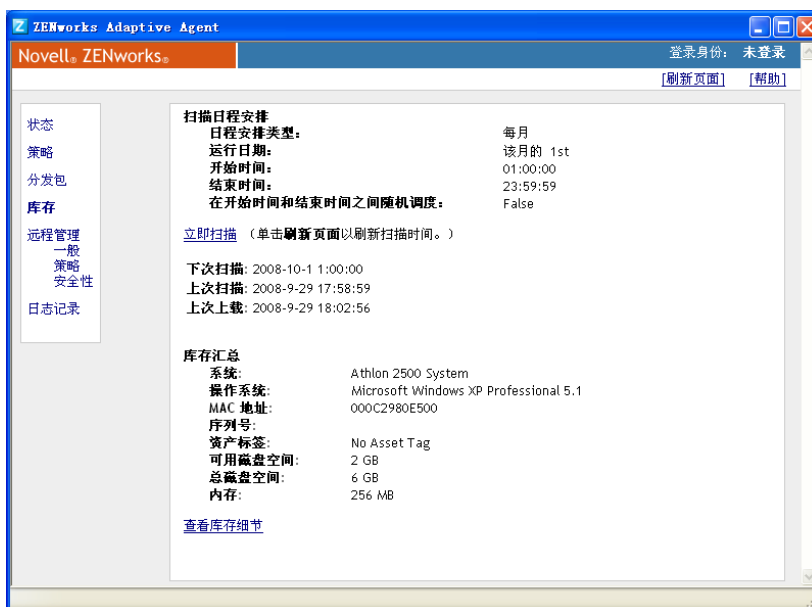 ZENworks Adaptive Agent
Novell® ZENworks®
登录身份： 未登录
[刷新页面] [帮助]
状态
策略
分发包
库存
远程管理
一般
策略
安全性
日志记录
扫描日程安排
日程安排类型： 每月
运行日期： 该月的 1st
开始时间： 01:00:00
结束时间： 23:59:59
在开始时间和结束时间之间随机调度： False
立即扫描 （单击刷新页面以刷新扫描时间。）
下次扫描: 2008-10-1 1:00:00
上次扫描: 2008-9-29 17:58:59
上次上载: 2008-9-29 18:02:56
库存汇总
系统: Athlon 2500 System
操作系统: Microsoft Windows XP Professional 5.1
MAC 地址: 000C2980E500
序列号:
资产标签: No Asset Tag
可用磁盘空间: 2 GB
总磁盘空间: 6 GB
内存: 256 MB
查看库存细节